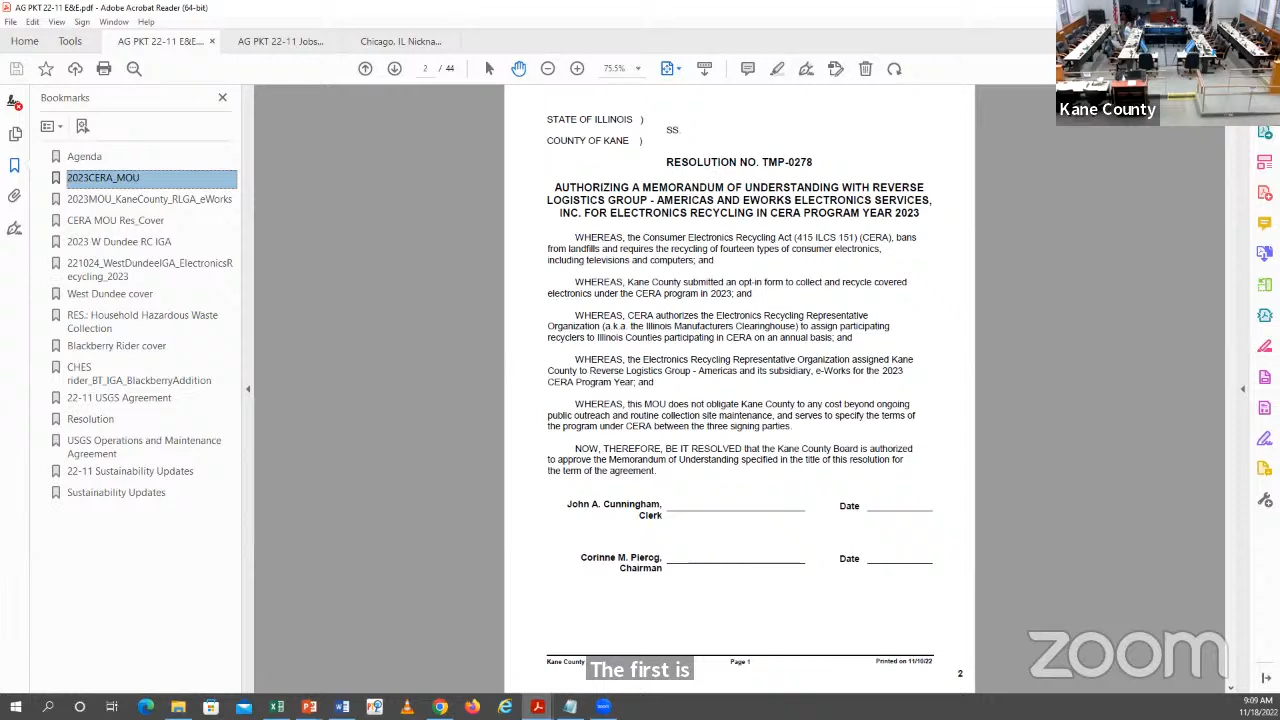 AG PKT 22-11 E&E.pdf - Adobe Acrobat Reader (64-bit)
File Edit View Sign Window Help
Home Tools AG PKT 22-11 E&E.... × AG PKT 22-11 Jobs... Chicago. IL Nickna...
2 / 44 75.5%
Kane County
Bookmarks
Agenda
2023CERA_MOU
2023MOU_KaneCounty_RLGA_eWorks
CERA MOU Res_Cover
2023 W Dundee RC IGA
221024_WestDundeeIGA_ElectronicsR
ecycling_2023
West Dundee cover
RES.: Household Hazardous Waste
Collection
Blackberry Rider cover
CHES
rider_BT_IGA_BlackberryAddition
22-11 USGS Agreement
Resolution
USGS Operations and Maintenance
Agreement
22-11 Sustainability Updates
Sustainability Updates
STATE OF ILLINOIS )
SS.
COUNTY OF KANE )
RESOLUTION NO. TMP-0278
AUTHORIZING A MEMORANDUM OF UNDERSTANDING WITH REVERSE
LOGISTICS GROUP - AMERICAS AND EWORKS ELECTRONICS SERVICES,
INC. FOR ELECTRONICS RECYCLING IN CERA PROGRAM YEAR 2023
WHEREAS, the Consumer Electronics Recycling Act (415 ILCS 151) (CERA), bans
from landfills and requires the recycling of fourteen types of consumer electronics,
including televisions and computers; and
WHEREAS, Kane County submitted an opt-in form to collect and recycle covered
electronics under the CERA program in 2023; and
WHEREAS, CERA authorizes the Electronics Recycling Representative
Organization (a.k.a. the Illinois Manufacturers Clearinghouse) to assign participating
recyclers to Illinois Counties participating in CERA on an annual basis; and
WHEREAS, the Electronics Recycling Representative Organization assigned Kane
County to Reverse Logistics Group - Americas and its subsidiary, e-Works for the 2023
CERA Program Year; and
WHEREAS, this MOU does not obligate Kane County to any cost beyond ongoing
public outreach and routine collection site maintenance, and serves to specify the terms of
the program under CERA between the three signing parties.
NOW, THEREFORE, BE IT RESOLVED that the Kane County Board is authorized
to approve the Memorandum of Understanding specified in the title of this resolution for
the term of the agreement.
John A. Cunningham,
Clerk
Date
Corinne M. Pierog,
Chairman
Date
Kane County Page 1 Printed on 11/10/22
2
The first is
zoom
9:09 AM
11/18/2022